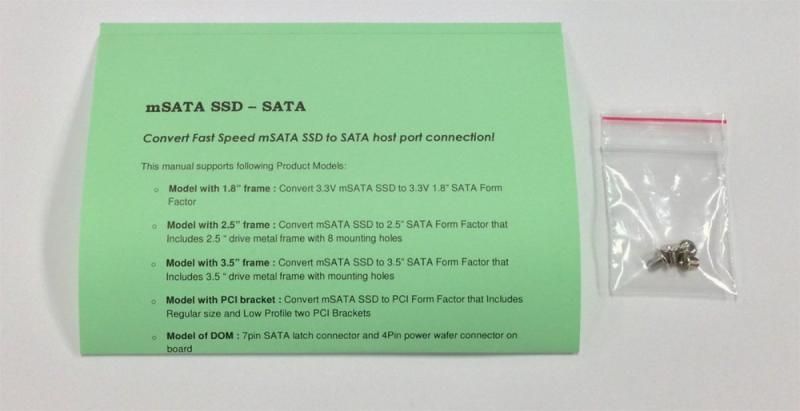 mSATA SSD – SATA
Convert Fast Speed mSATA SSD to SATA host port connection!
This manual supports following Product Models:
o Model with 1.8" frame : Convert 3.3V mSATA SSD to 3.3V 1.8" SATA Form
Factor
o Model with 2.5" frame : Convert mSATA SSD to 2.5" SATA Form Factor that
Includes 2.5 " drive metal frame with 8 mounting holes
o Model with 3.5" frame : Convert mSATA SSD to 3.5" SATA Form Factor that
Includes 3.5 " drive metal frame with mounting holes
o Model with PCI bracket : Convert mSATA SSD to PCI Form Factor that Includes
Regular size and Low Profile two PCI Brackets
o Model of DOM : 7pin SATA latch connector and 4Pin power wafer connector on
board